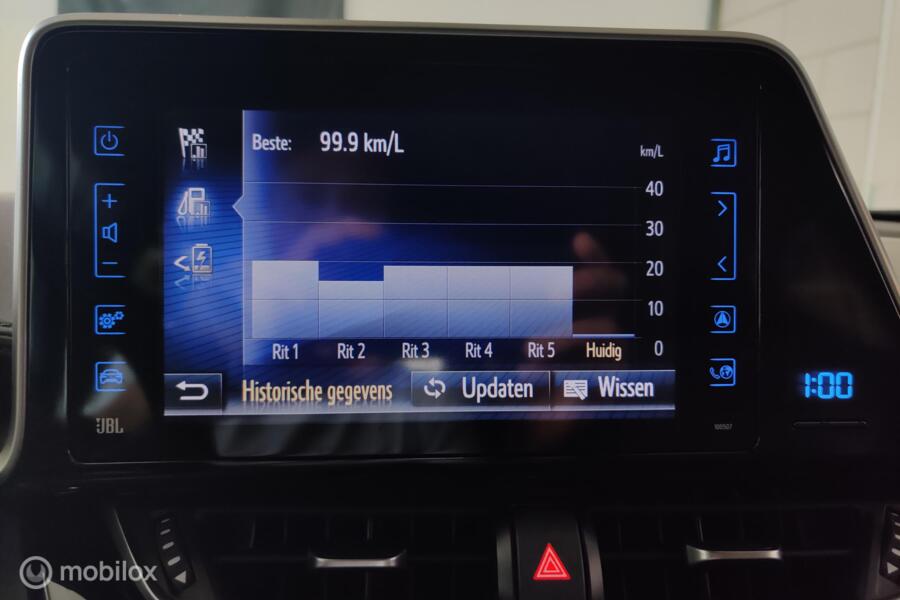 Beste: 99.9 km/L
km/L
40
30
20
10
0
Rit 1 Rit 2 Rit 3 Rit 4 Rit 5 Huidig
Historische gegevens Updaten Wissen
JBL
100507
1:00
mobilox